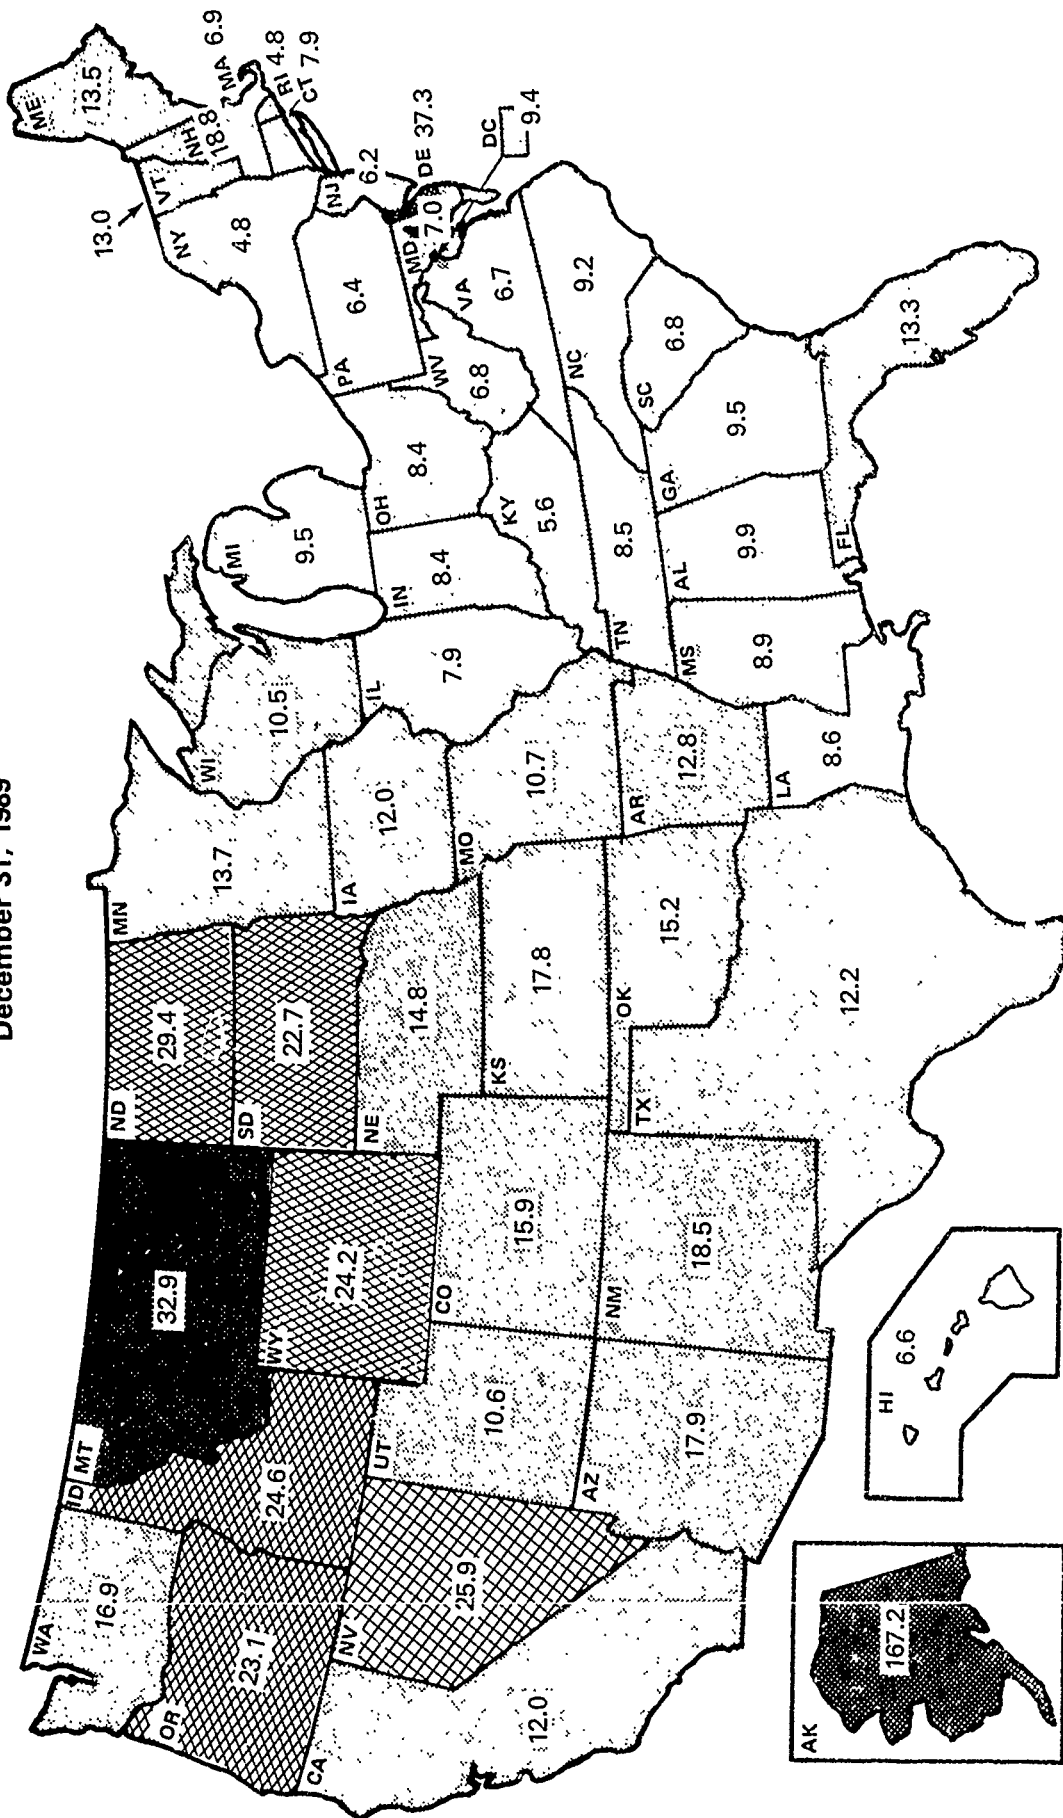 December 31, 1989
WA
16.9
ID
MT
32.9
ND
29.4
MN
13.7
WI
10.5
MI
9.5
13.0
VT
NH
18.8
ME
13.5
MA 6.9
RI 4.8
CT 7.9
NY
4.8
OR
23.1
24.6
WY
24.2
SD
22.7
IA
12.0
IL
7.9
IN
8.4
OH
8.4
PA
6.4
NJ
6.2
DE 37.3
MD
7.0
DC
9.4
NV
25.9
UT
10.6
CO
15.9
NE
14.8
KS
17.8
MO
10.7
KY
5.6
WV
6.8
VA
6.7
CA
12.0
AZ
17.9
NM
18.5
OK
15.2
AR
12.8
TN
8.5
NC
9.2
SC
6.8
TX
12.2
LA
8.6
MS
8.9
AL
9.9
GA
9.5
FL
13.3
AK
167.2
HI
6.6